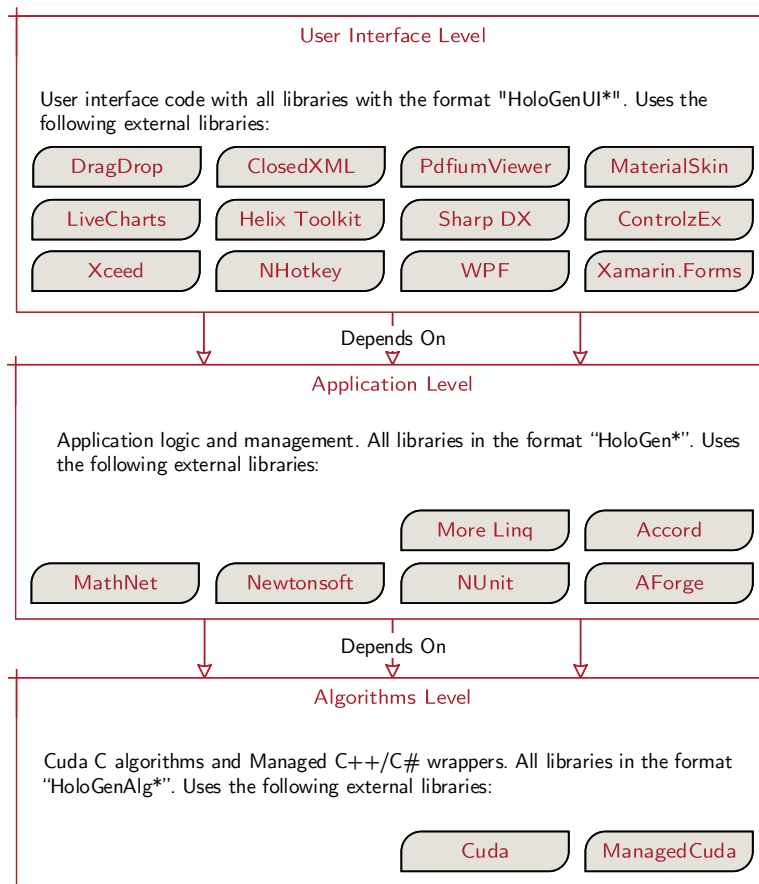 User Interface Level
User interface code with all libraries with the format "HoloGenUI*". Uses the
following external libraries:
DragDrop ClosedXML PdfiumViewer MaterialSkin
LiveCharts Helix Toolkit Sharp DX ControlzEx
Xceed NHotkey WPF Xamarin.Forms
Depends On
Application Level
Application logic and management. All libraries in the format “HoloGen*”. Uses
the following external libraries:
More Linq Accord
MathNet Newtonsoft NUnit AForge
Depends On
Algorithms Level
Cuda C algorithms and Managed C++/C# wrappers. All libraries in the format
“HoloGenAlg*”. Uses the following external libraries:
Cuda ManagedCuda